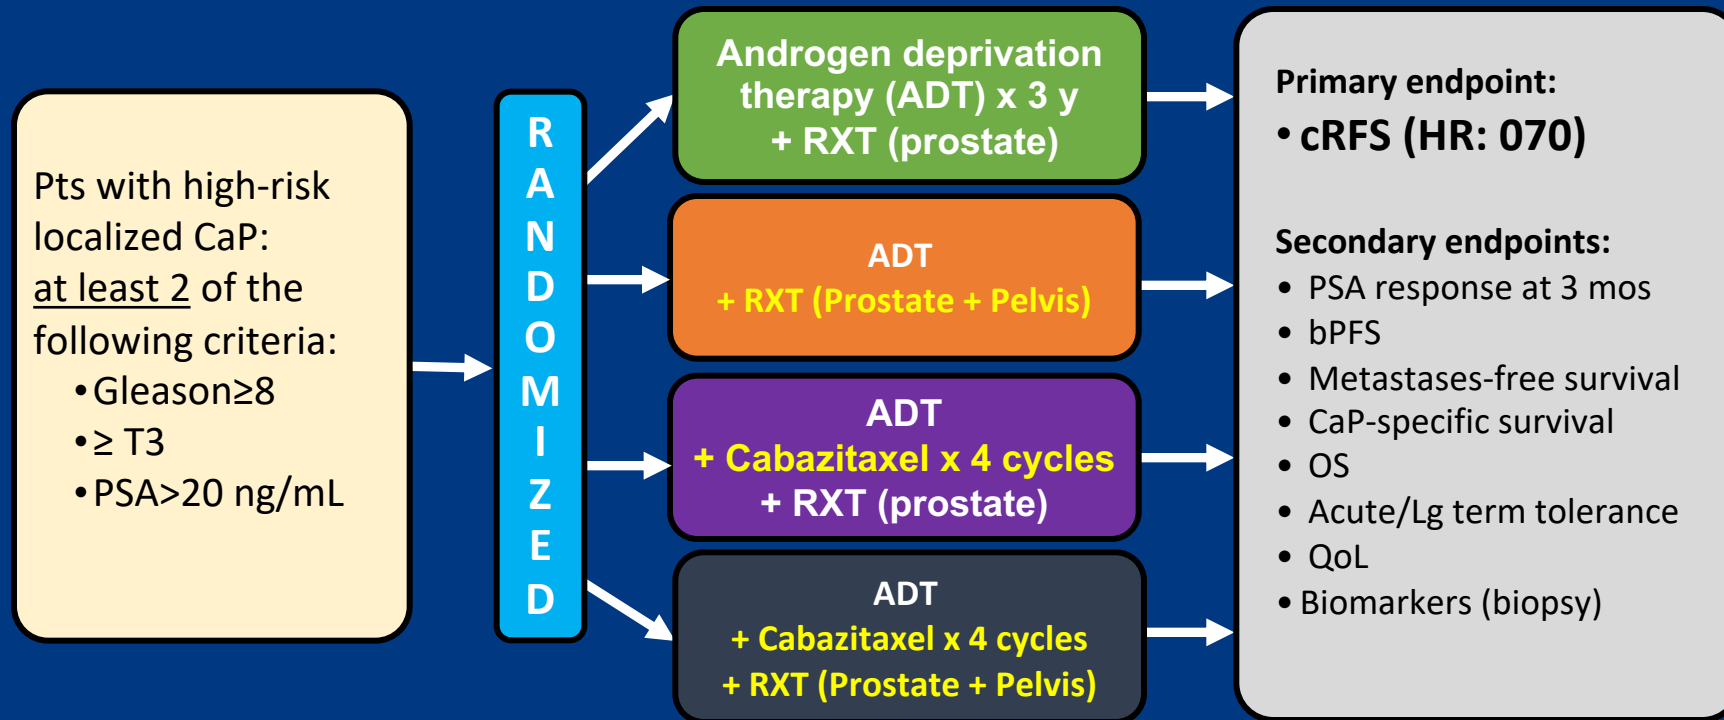 Pts with high-risk
localized CaP:
at least 2 of the
following criteria:
•Gleason≥8
•≥ T3
•PSA>20 ng/mL
R
A
N
D
O
M
I
Z
E
D
Androgen deprivation
therapy (ADT) x 3 y
+ RXT (prostate)
ADT
+ RXT (Prostate + Pelvis)
ADT
+ Cabazitaxel x 4 cycles
+ RXT (prostate)
ADT
+ Cabazitaxel x 4 cycles
+ RXT (Prostate + Pelvis)
Primary endpoint:
• cRFS (HR: 070)
Secondary endpoints:
• PSA response at 3 mos
• bPFS
• Metastases-free survival
• CaP-specific survival
• OS
• Acute/Lg term tolerance
• QoL
• Biomarkers (biopsy)